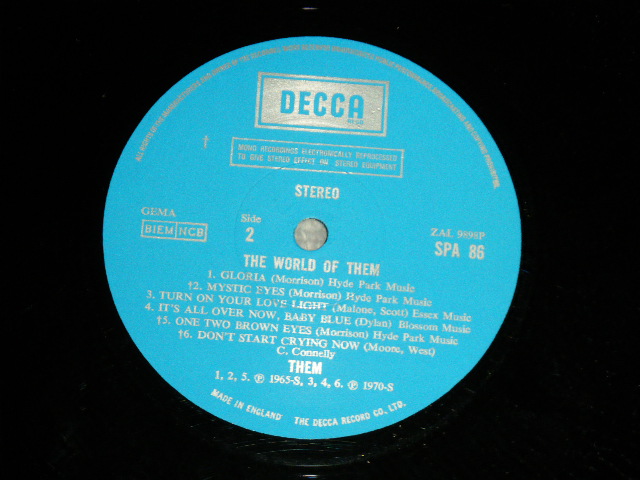 DECCA
†
MONO RECORDINGS ELECTRONICALLY REPROCESSED
TO GIVE STEREO EFFECT ON STEREO EQUIPMENT
STEREO
GEMA
BIEM NCB
Side
2
ZAL 9898P
SPA 86
THE WORLD OF THEM
1. GLORIA (Morrison) Hyde Park Music
†2. MYSTIC EYES (Morrison) Hyde Park Music
3. TURN ON YOUR LOVE LIGHT (Malone, Scott) Essex Music
4. IT'S ALL OVER NOW, BABY BLUE (Dylan) Blossom Music
†5. ONE TWO BROWN EYES (Morrison) Hyde Park Music
†6. DON'T START CRYING NOW (Moore, West)
C. Connelly
THEM
1, 2, 5. ℗ 1965-S, 3, 4, 6. ℗ 1970-S
MADE IN ENGLAND THE DECCA RECORD CO., LTD.